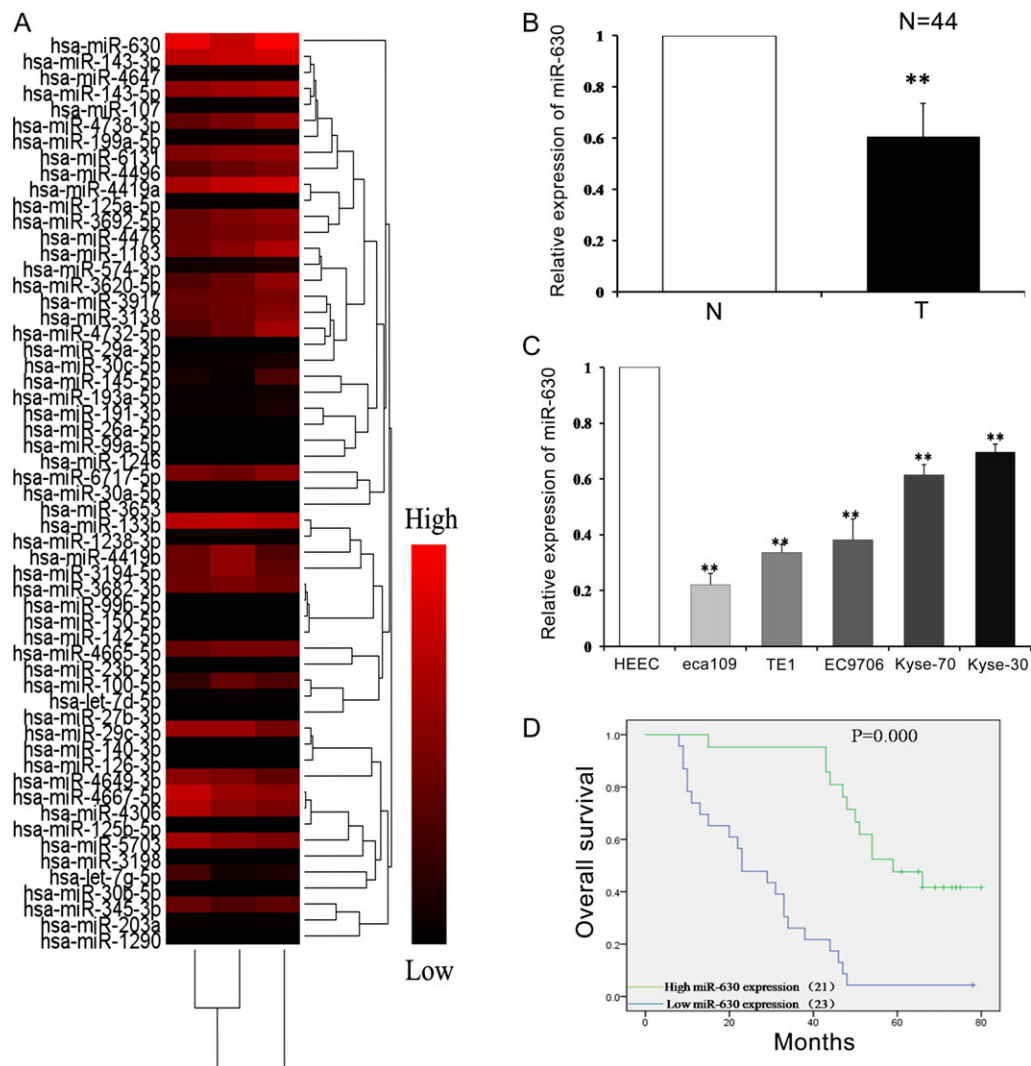 A
hsa-miR-630
hsa-miR-143-3p
hsa-miR-4647
hsa-miR-143-5p
hsa-miR-107
hsa-miR-4738-3p
hsa-miR-199a-5p
hsa-miR-6131
hsa-miR-4496
hsa-miR-4419a
hsa-miR-125a-5p
hsa-miR-3692-5p
hsa-miR-4476
hsa-miR-1183
hsa-miR-574-3p
hsa-miR-3620-5p
hsa-miR-3917
hsa-miR-3138
hsa-miR-4732-5p
hsa-miR-29a-3p
hsa-miR-30c-5p
hsa-miR-145-5p
hsa-miR-193a-5p
hsa-miR-191-3p
hsa-miR-26a-5p
hsa-miR-99a-5p
hsa-miR-1246
hsa-miR-6717-5p
hsa-miR-30a-5p
hsa-miR-3653
hsa-miR-133b
hsa-miR-1238-3p
hsa-miR-4419b
hsa-miR-3194-5p
hsa-miR-3682-3p
hsa-miR-99b-5p
hsa-miR-150-5p
hsa-miR-142-5p
hsa-miR-4665-5p
hsa-miR-23b-3p
hsa-miR-100-5p
hsa-let-7d-5p
hsa-miR-27b-3p
hsa-miR-29c-3p
hsa-miR-140-3p
hsa-miR-126-3p
hsa-miR-4649-3p
hsa-miR-4667-5p
hsa-miR-4306
hsa-miR-125b-5p
hsa-miR-5703
hsa-miR-3198
hsa-let-7g-5p
hsa-miR-30b-5p
hsa-miR-345-3p
hsa-miR-203a
hsa-miR-1290
High
Low
B
N=44
Relative expression of miR-630
1
0.8
0.6
0.4
0.2
0
**
N
T
C
Relative expression of miR-630
1
0.8
0.6
0.4
0.2
0
**
**
**
**
**
HEEC
eca109
TE1
EC9706
Kyse-70
Kyse-30
D
P=0.000
Overall survival
1.0
0.8
0.6
0.4
0.2
0.0
High miR-630 expression （21）
Low miR-630 expression （23）
0
20
40
60
80
Months